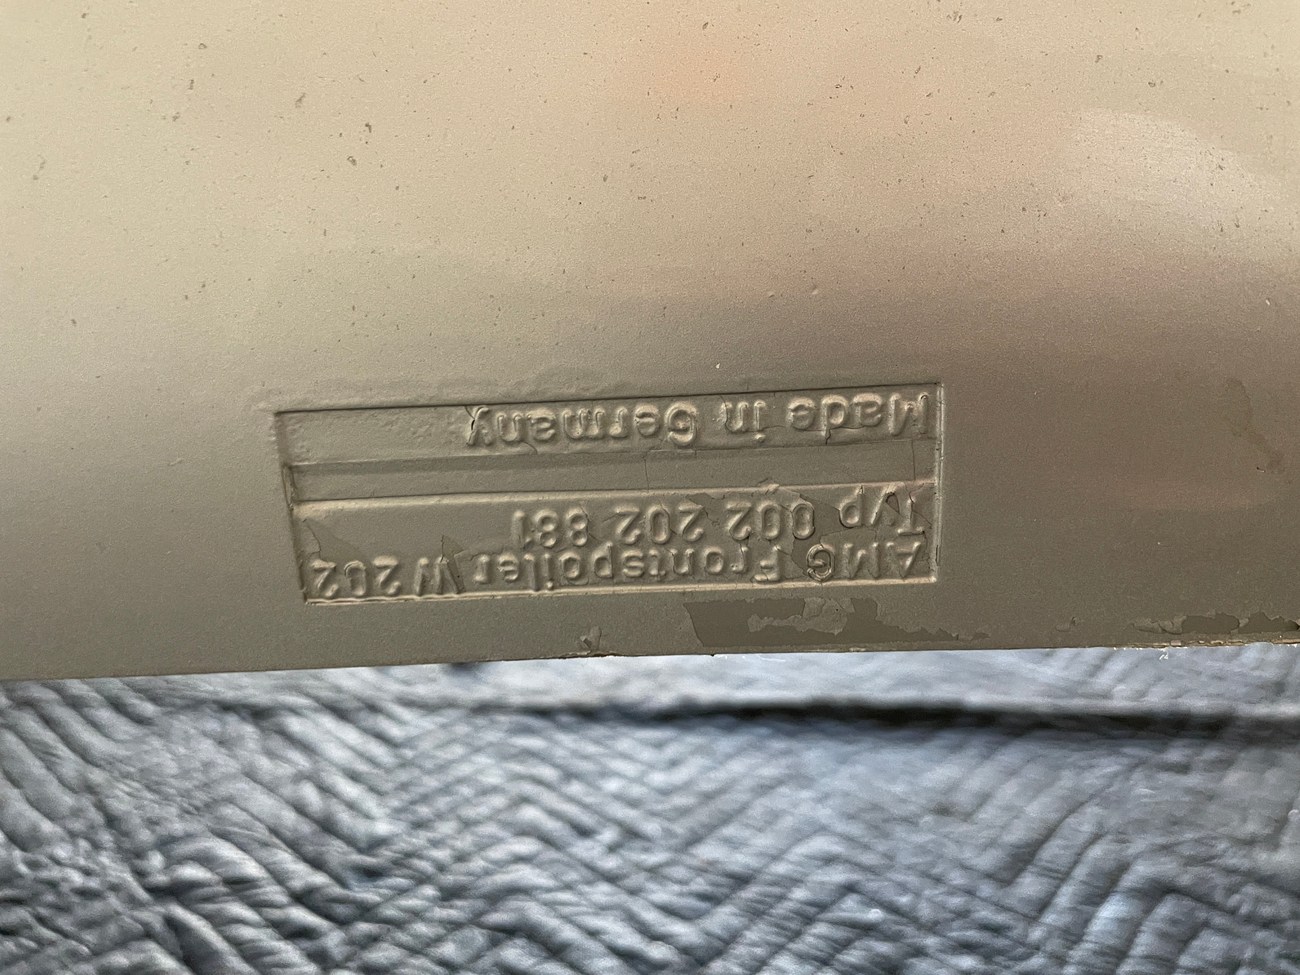 AMG Frontspoiler W202
Typ 002 202 881
Made in Germany